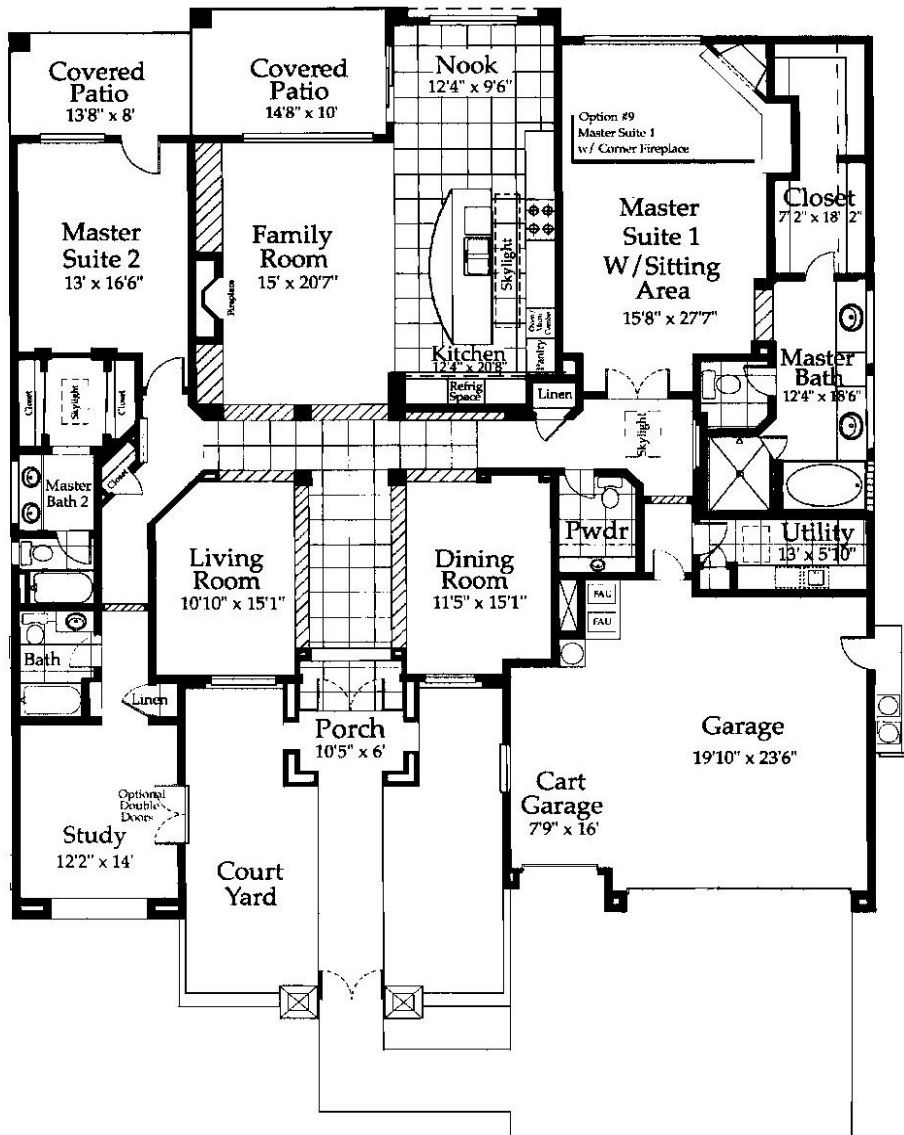 Covered
Patio
13'8" x 8'
Covered
Patio
14'8" x 10'
Nook
12'4" x 9'6"
Option #9
Master Suite 1
w/ Corner Fireplace
Closet
7'2" x 18'2"
Master
Suite 2
13' x 16'6"
Family
Room
15' x 20'7"
Fireplace
Skylight
Master
Suite 1
W/Sitting
Area
15'8" x 27'7"
Oven/
Micro
Combo
Pantry
Kitchen
12'4" x 20'8"
Refrig
Space
Linen
Master
Bath
12'4" x 18'6"
Closet
Skylight
Closet
Skylight
Closet
Master
Bath 2
Living
Room
10'10" x 15'1"
Dining
Room
11'5" x 15'1"
Pwdr
Utility
13' x 5'10"
FAU
FAU
Bath
Linen
Porch
10'5" x 6'
Garage
19'10" x 23'6"
Cart
Garage
7'9" x 16'
Optional
Double
Doors
Study
12'2" x 14'
Court
Yard